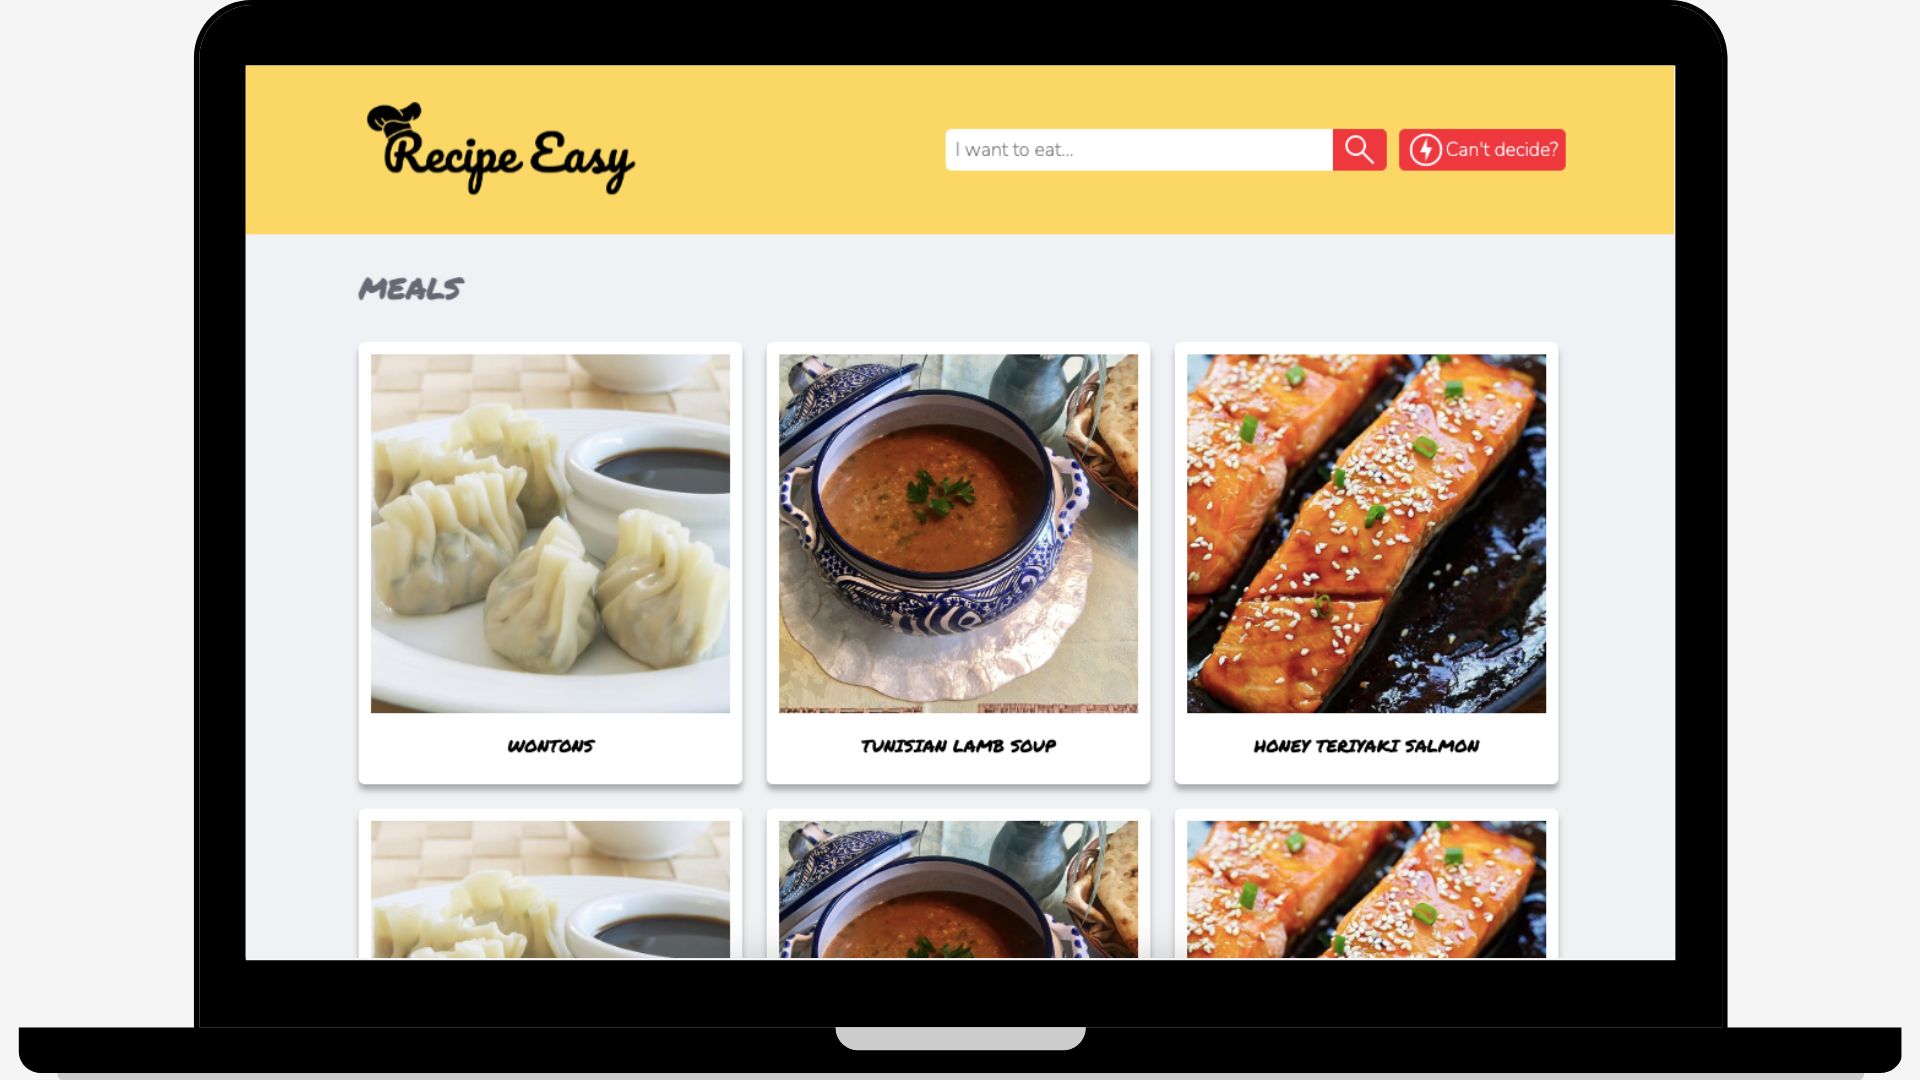 Recipe Easy
I want to eat...
Can't decide?
MEALS
WONTONS
TUNISIAN LAMB SOUP
HONEY TERIYAKI SALMON